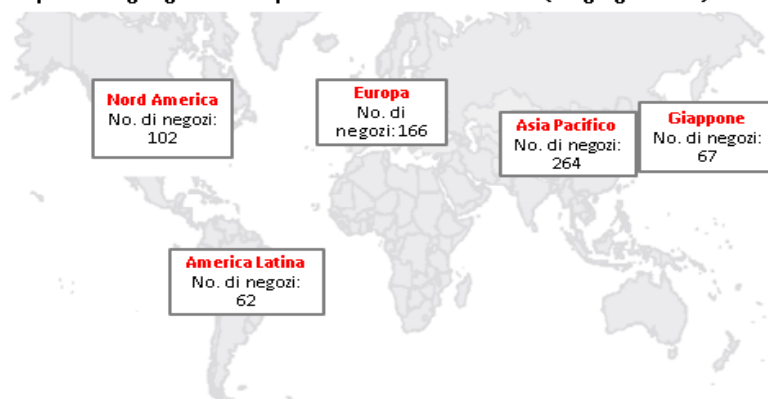 Nord America
No. di negozi:
102
Europa
No. di
negozi: 166
Asia Pacifico
No. di negozi:
264
Giappone
No. di negozi:
67
America Latina
No. di negozi:
62